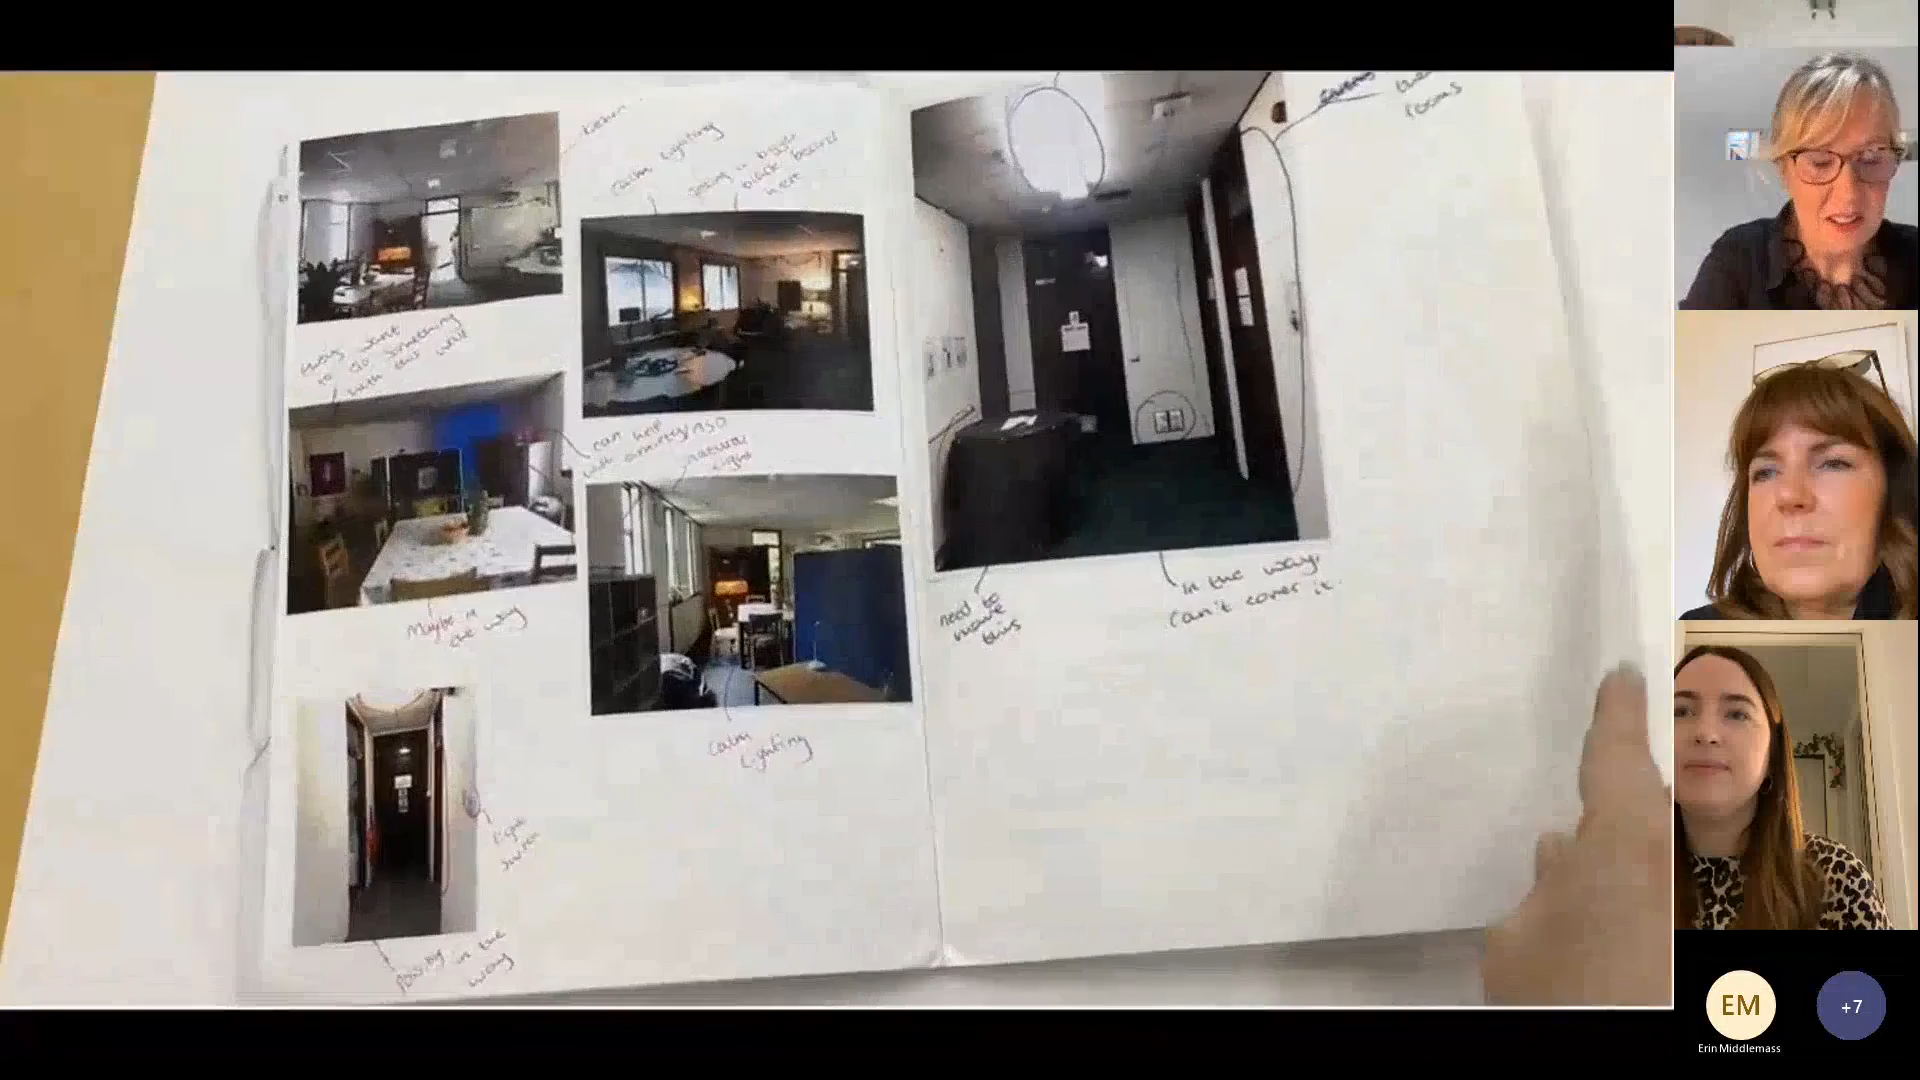 calm lighting
going in bigger
black board
here
rooms
may want
to do something
with this wall
can help
with anxiety/ASD
natural
light
Maybe in
the way
need to
move
this
In the way.
Can't cover it.
calm
lighting
light
switch
Possibly in the
way
EM
+7
Erin Middlemass